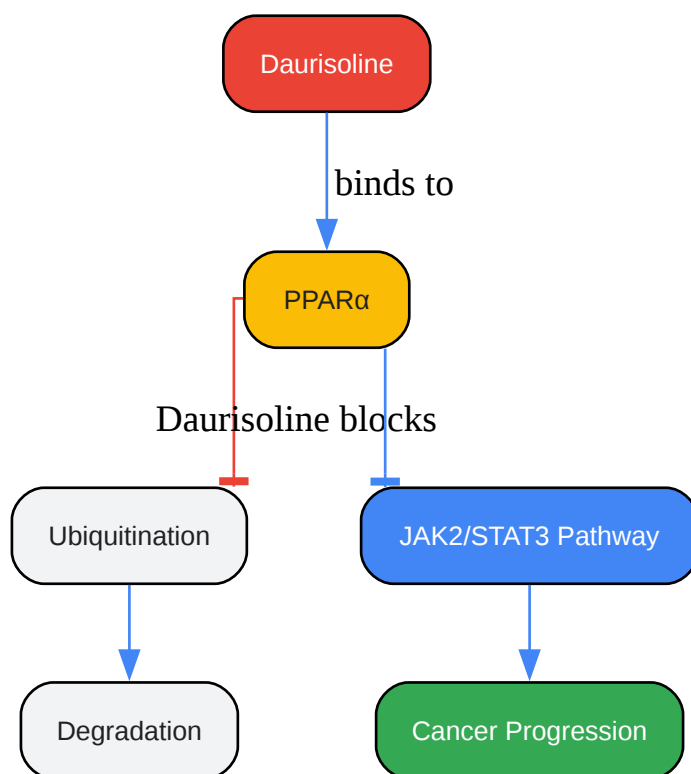 Daurisoline
binds to
PPARα
Daurisoline blocks
Ubiquitination
JAK2/STAT3 Pathway
Degradation
Cancer Progression